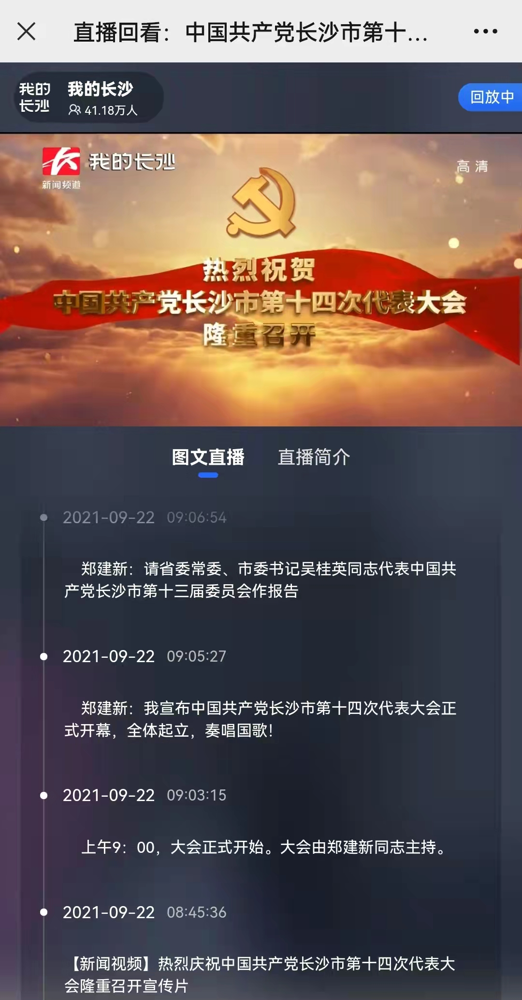 直播回看：中国共产党长沙市第十...
我的
长沙
我的长沙
41.18万人
回放中
我的长沙
新闻频道
高清
热烈祝贺
中国共产党长沙市第十四次代表大会
隆重召开
图文直播 直播简介
2021-09-22 09:06:54
郑建新：请省委常委、市委书记吴桂英同志代表中国共
产党长沙市第十三届委员会作报告
2021-09-22 09:05:27
郑建新：我宣布中国共产党长沙市第十四次代表大会正
式开幕，全体起立，奏唱国歌！
2021-09-22 09:03:15
上午9：00，大会正式开始。大会由郑建新同志主持。
2021-09-22 08:45:36
【新闻视频】热烈庆祝中国共产党长沙市第十四次代表大
会隆重召开宣传片